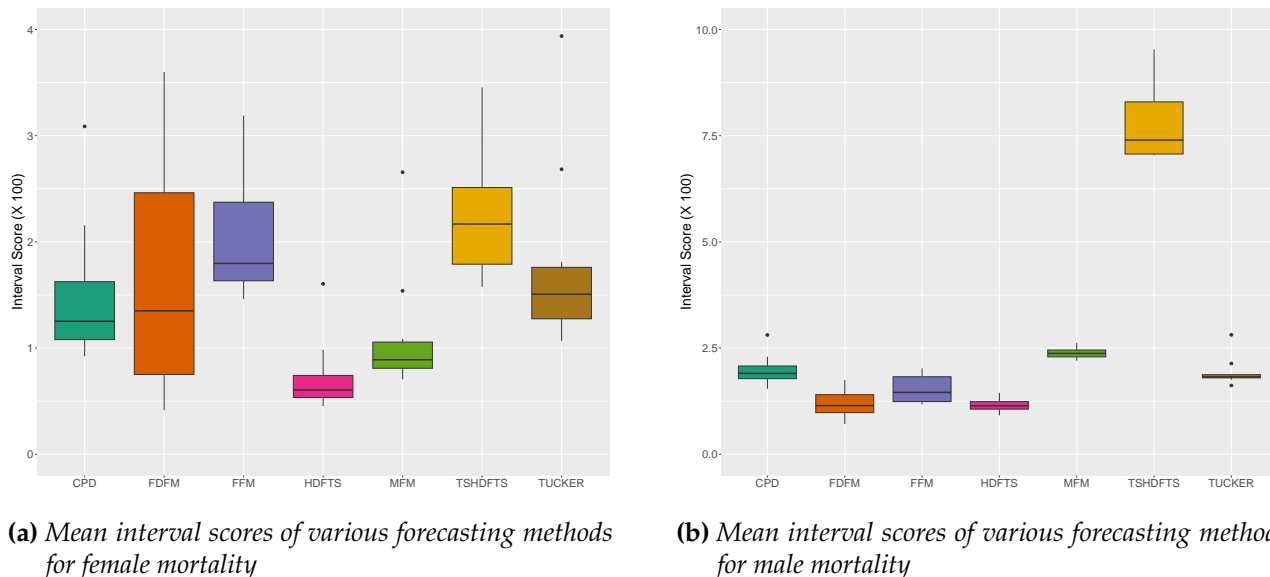 4
3
2
1
0
Interval Score (X 100)
CPD FDFM FFM HDFTS MFM TSHDFTS TUCKER
(a) Mean interval scores of various forecasting methods
for female mortality
10.0
7.5
5.0
2.5
0.0
Interval Score (X 100)
CPD FDFM FFM HDFTS MFM TSHDFTS TUCKER
(b) Mean interval scores of various forecasting method
for male mortality